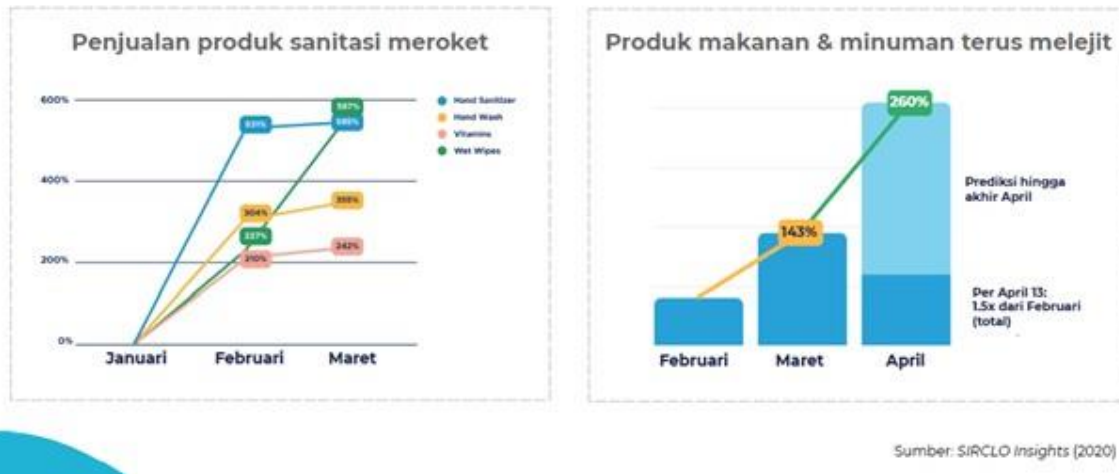 Penjualan produk sanitasi meroket
600%
400%
200%
0%
531%
304%
237%
210%
587%
242%
Januari
Februari
Maret
Hand Sanitizer
Hand Wash
Vitamins
Wet Wipes
Produk makanan & minuman terus melejit
260%
143%
Prediksi hingga
akhir April
Per April 13:
1.5x dari Februari
(total)
Februari
Maret
April
Sumber: SIRCLO Insights (2020)